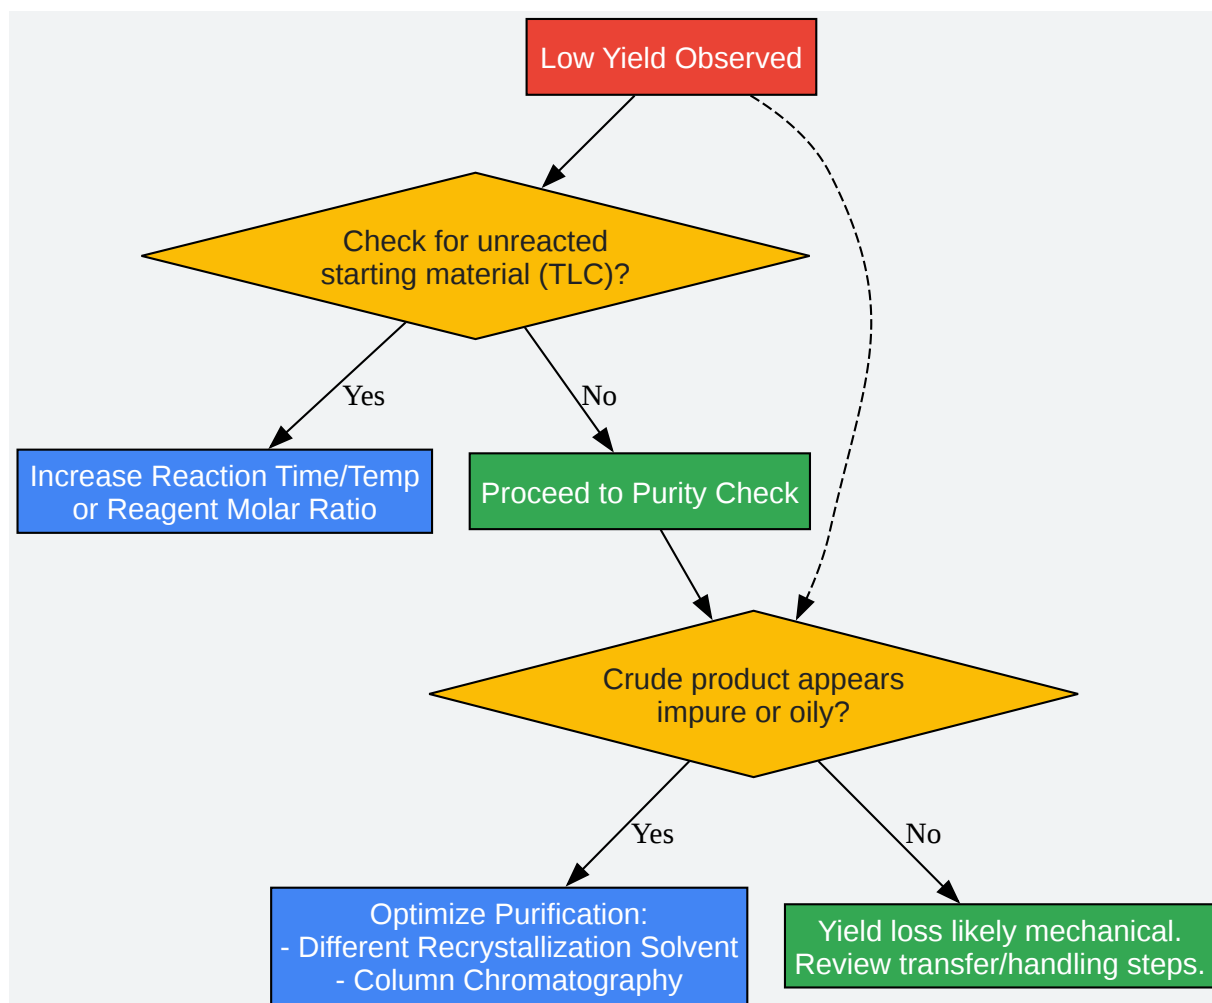 Low Yield Observed
Check for unreacted
starting material (TLC)?
Yes
No
Increase Reaction Time/Temp
or Reagent Molar Ratio
Proceed to Purity Check
Crude product appears
impure or oily?
Yes
No
Optimize Purification:
- Different Recrystallization Solvent
- Column Chromatography
Yield loss likely mechanical.
Review transfer/handling steps.